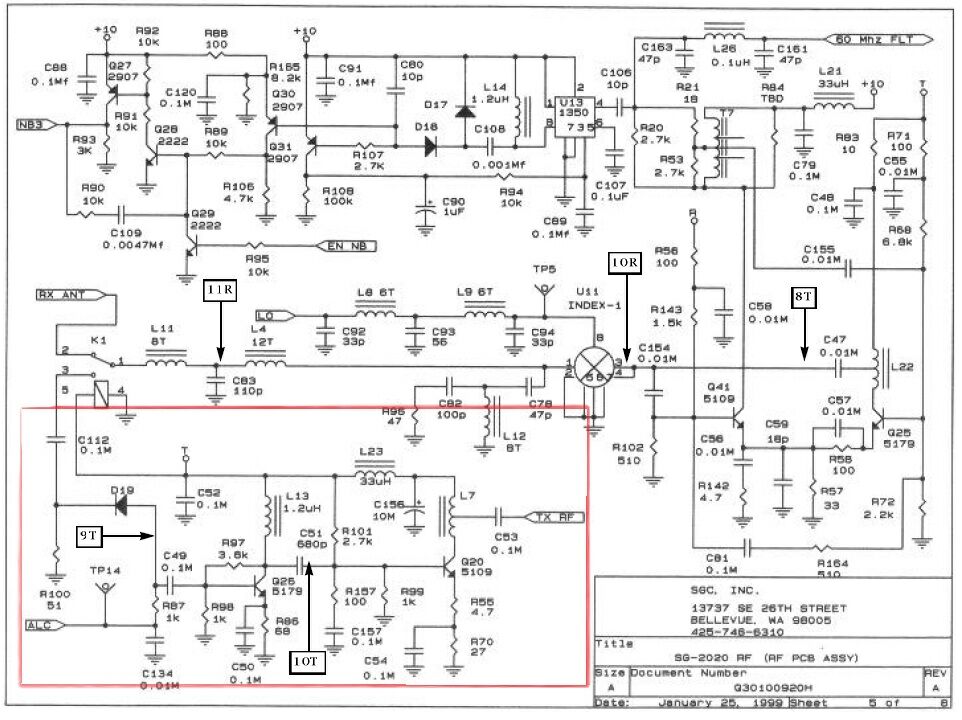 +10
R92
10k
R88
100
C88
0.1Mf
Q27
2907
C120
0.1M
R165
8.2k
Q30
2907
NB3
R91
10k
R93
3K
Q28
2222
R89
10k
Q31
2907
R90
10k
C109
0.0047Mf
R106
4.7k
Q29
2222
R95
10k
EN NB
+10
C91
0.1Mf
C80
10p
D17
L14
1.2uH
D18
C108
0.001Mf
R107
2.7k
R108
100k
C90
1uF
R94
10k
U13
1350
1
2
4
8
6
7 3 5
C106
10p
C107
0.1uF
C89
0.1Mf
C163
47p
L26
0.1uH
C161
47p
60 Mhz FLT
R21
18
T7
R84
TBD
L21
33uH
+10
T
R20
2.7k
R53
2.7k
C79
0.1M
R83
10
R71
100
C55
0.01M
C48
0.1M
R68
6.8k
C155
0.01M
R
R56
100
R143
1.5k
C58
0.01M
8T
C47
0.01M
L22
C57
0.01M
Q25
5179
Q41
5109
C56
0.01M
C59
18p
R58
100
R142
4.7
R57
33
R72
2.2k
R102
510
C81
0.1M
R164
510
RX ANT
K1
2
1
3
5
4
11R
L11
8T
L4
12T
C83
110p
LO
L8 6T
L9 6T
C92
33p
C93
56
C94
33p
TP5
U11
INDEX-1
10R
8
1
2
3
4
5 6 7
C154
0.01M
R96
47
C82
100p
C78
47p
L12
8T
C112
0.1M
D19
9T
TP14
R100
51
ALC
C49
0.1M
R87
1k
C134
0.01M
T
C52
0.1M
L13
1.2uH
R97
3.6k
R98
1k
Q26
5179
C50
0.1M
R86
68
C51
680p
10T
L23
33uH
R101
2.7k
C156
10M
L7
C53
0.1M
TX RF
Q20
5109
R157
100
C157
0.1M
R99
1k
C54
0.1M
R55
4.7
R70
27
SGC, INC.
13737 SE 26TH STREET
BELLEVUE, WA 98005
425-746-6310
Title
SG-2020 RF (RF PCB ASSY)
Size
A
Document Number
Q30100920H
REV
A
Date: January 25, 1999 Sheet 5 of 8